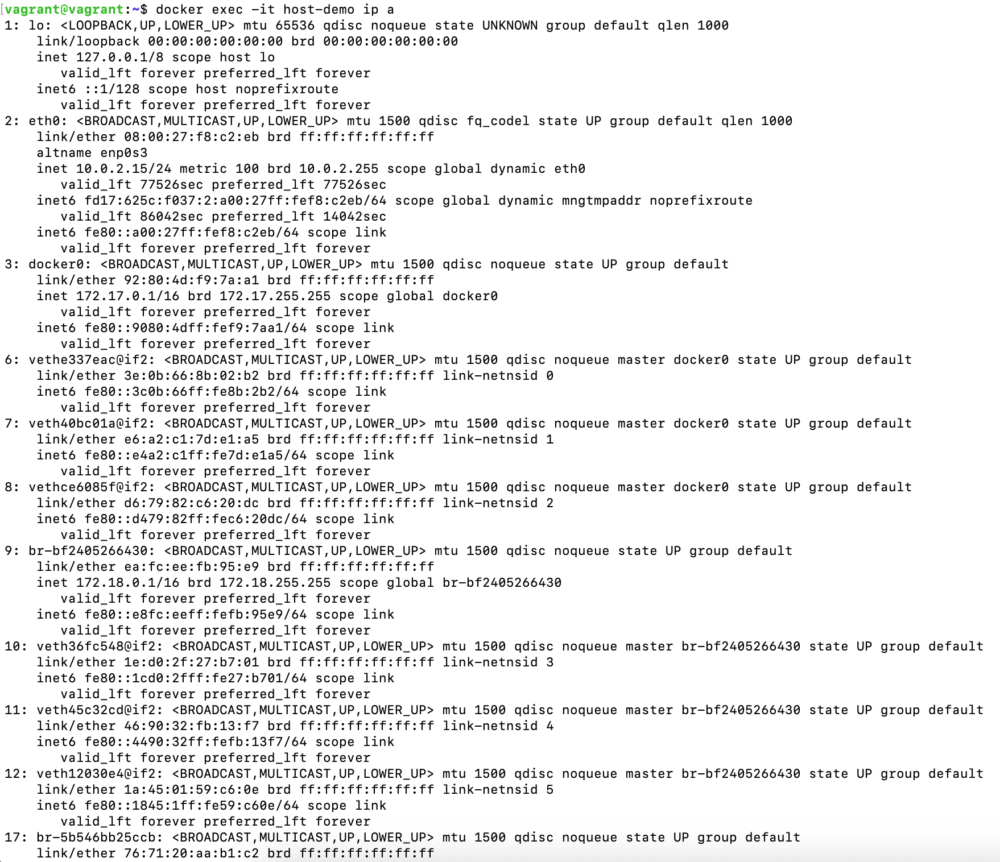 [vagrant@vagrant:~$ docker exec -it host-demo ip a
1: lo: <LOOPBACK,UP,LOWER_UP> mtu 65536 qdisc noqueue state UNKNOWN group default qlen 1000
    link/loopback 00:00:00:00:00:00 brd 00:00:00:00:00:00
    inet 127.0.0.1/8 scope host lo
       valid_lft forever preferred_lft forever
    inet6 ::1/128 scope host noprefixroute
       valid_lft forever preferred_lft forever
2: eth0: <BROADCAST,MULTICAST,UP,LOWER_UP> mtu 1500 qdisc fq_codel state UP group default qlen 1000
    link/ether 08:00:27:f8:c2:eb brd ff:ff:ff:ff:ff:ff
    altname enp0s3
    inet 10.0.2.15/24 metric 100 brd 10.0.2.255 scope global dynamic eth0
       valid_lft 77526sec preferred_lft 77526sec
    inet6 fd17:625c:f037:2:a00:27ff:fef8:c2eb/64 scope global dynamic mngtmpaddr noprefixroute
       valid_lft 86042sec preferred_lft 14042sec
    inet6 fe80::a00:27ff:fef8:c2eb/64 scope link
       valid_lft forever preferred_lft forever
3: docker0: <BROADCAST,MULTICAST,UP,LOWER_UP> mtu 1500 qdisc noqueue state UP group default
    link/ether 92:80:4d:f9:7a:a1 brd ff:ff:ff:ff:ff:ff
    inet 172.17.0.1/16 brd 172.17.255.255 scope global docker0
       valid_lft forever preferred_lft forever
    inet6 fe80::9080:4dff:fef9:7aa1/64 scope link
       valid_lft forever preferred_lft forever
6: vethe337eac@if2: <BROADCAST,MULTICAST,UP,LOWER_UP> mtu 1500 qdisc noqueue master docker0 state UP group default
    link/ether 3e:0b:66:8b:02:b2 brd ff:ff:ff:ff:ff:ff link-netnsid 0
    inet6 fe80::3c0b:66ff:fe8b:2b2/64 scope link
       valid_lft forever preferred_lft forever
7: veth40bc01a@if2: <BROADCAST,MULTICAST,UP,LOWER_UP> mtu 1500 qdisc noqueue master docker0 state UP group default
    link/ether e6:a2:c1:7d:e1:a5 brd ff:ff:ff:ff:ff:ff link-netnsid 1
    inet6 fe80::e4a2:c1ff:fe7d:e1a5/64 scope link
       valid_lft forever preferred_lft forever
8: vethce6085f@if2: <BROADCAST,MULTICAST,UP,LOWER_UP> mtu 1500 qdisc noqueue master docker0 state UP group default
    link/ether d6:79:82:c6:20:dc brd ff:ff:ff:ff:ff:ff link-netnsid 2
    inet6 fe80::d479:82ff:fec6:20dc/64 scope link
       valid_lft forever preferred_lft forever
9: br-bf2405266430: <BROADCAST,MULTICAST,UP,LOWER_UP> mtu 1500 qdisc noqueue state UP group default
    link/ether ea:fc:ee:fb:95:e9 brd ff:ff:ff:ff:ff:ff
    inet 172.18.0.1/16 brd 172.18.255.255 scope global br-bf2405266430
       valid_lft forever preferred_lft forever
    inet6 fe80::e8fc:eeff:fefb:95e9/64 scope link
       valid_lft forever preferred_lft forever
10: veth36fc548@if2: <BROADCAST,MULTICAST,UP,LOWER_UP> mtu 1500 qdisc noqueue master br-bf2405266430 state UP group default
    link/ether 1e:d0:2f:27:b7:01 brd ff:ff:ff:ff:ff:ff link-netnsid 3
    inet6 fe80::1cd0:2fff:fe27:b701/64 scope link
       valid_lft forever preferred_lft forever
11: veth45c32cd@if2: <BROADCAST,MULTICAST,UP,LOWER_UP> mtu 1500 qdisc noqueue master br-bf2405266430 state UP group default
    link/ether 46:90:32:fb:13:f7 brd ff:ff:ff:ff:ff:ff link-netnsid 4
    inet6 fe80::4490:32ff:fefb:13f7/64 scope link
       valid_lft forever preferred_lft forever
12: veth12030e4@if2: <BROADCAST,MULTICAST,UP,LOWER_UP> mtu 1500 qdisc noqueue master br-bf2405266430 state UP group default
    link/ether 1a:45:01:59:c6:0e brd ff:ff:ff:ff:ff:ff link-netnsid 5
    inet6 fe80::1845:1ff:fe59:c60e/64 scope link
       valid_lft forever preferred_lft forever
17: br-5b546bb25ccb: <BROADCAST,MULTICAST,UP,LOWER_UP> mtu 1500 qdisc noqueue state UP group default
    link/ether 76:71:20:aa:b1:c2 brd ff:ff:ff:ff:ff:ff